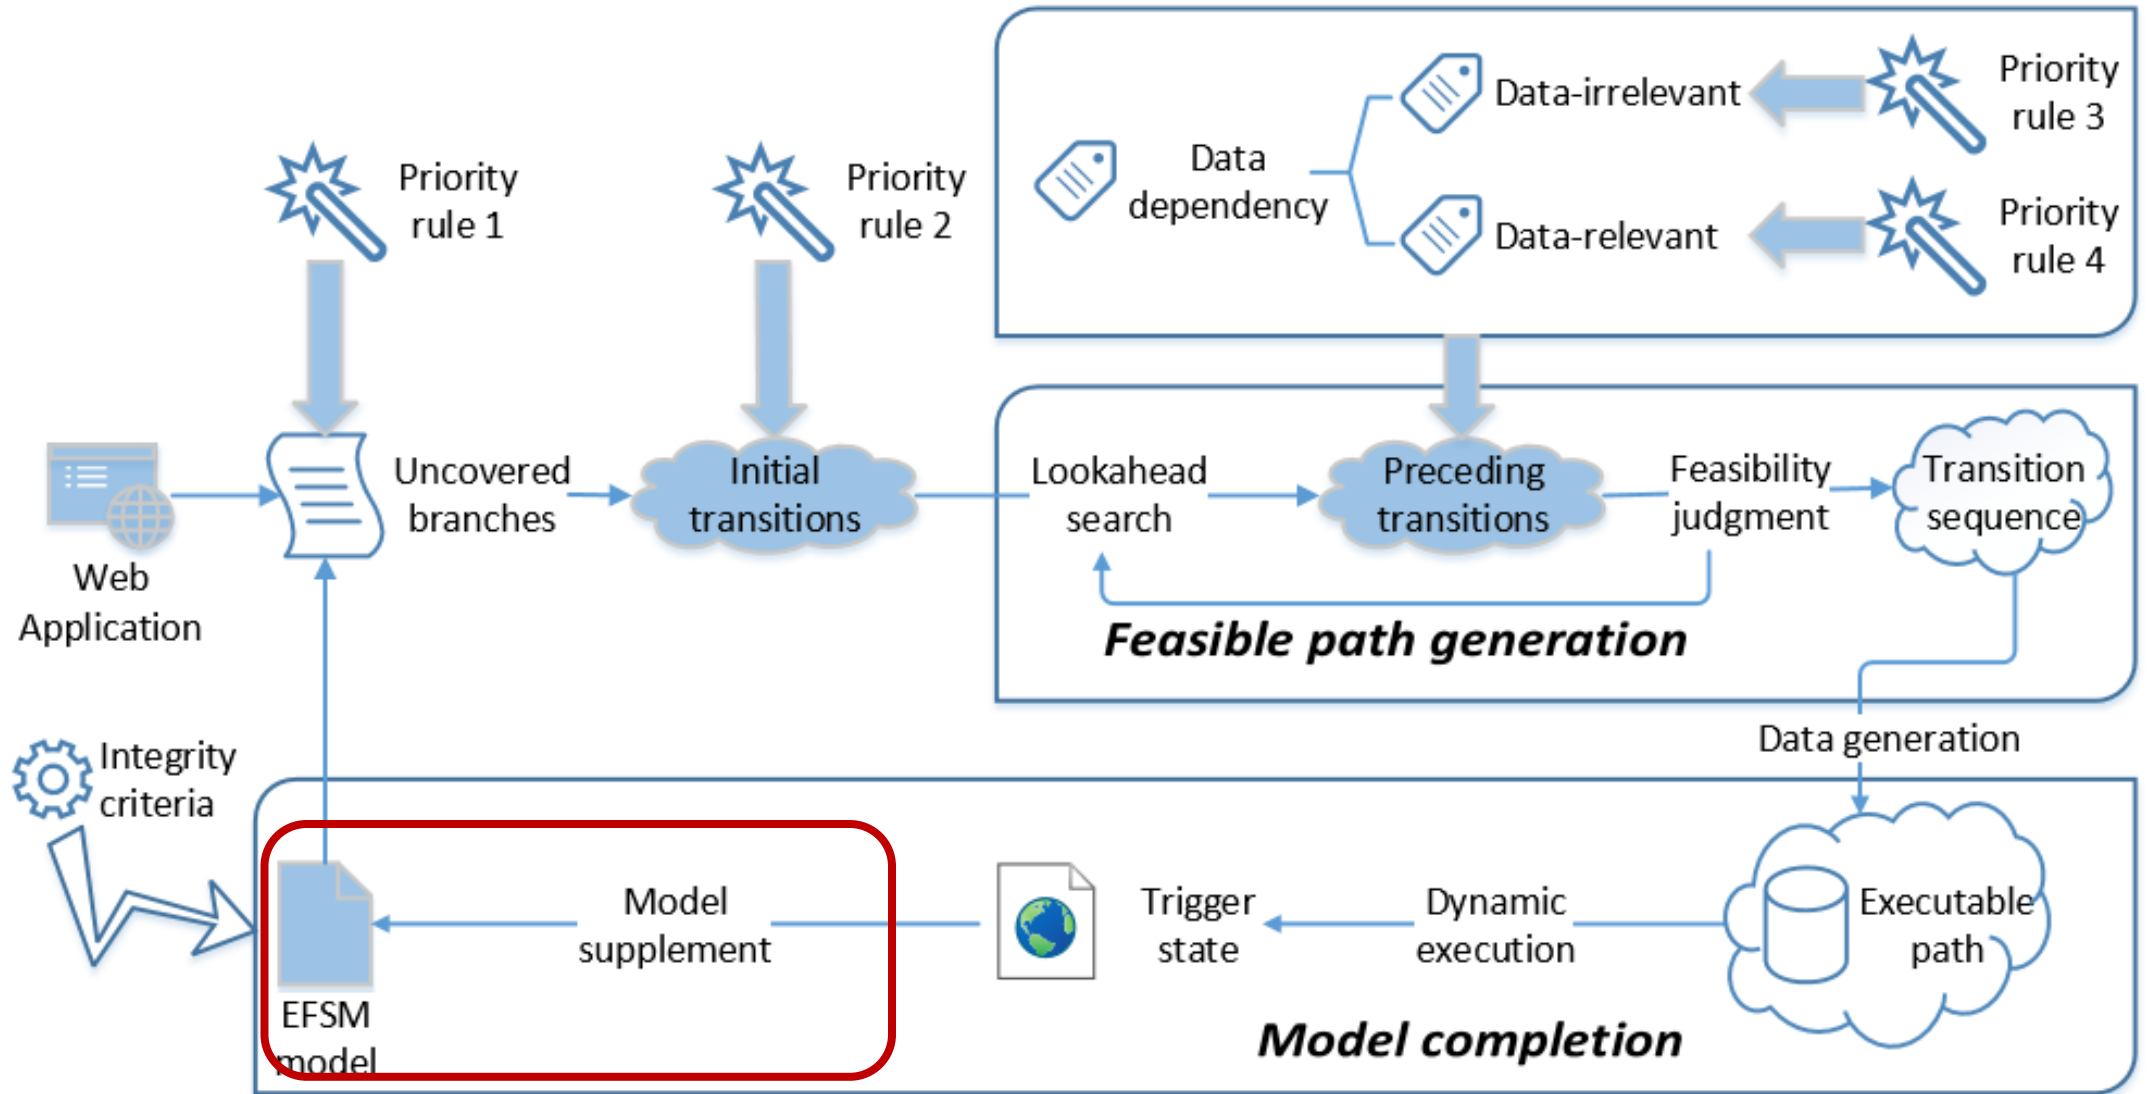 Priority
rule 1
Priority
rule 2
Data
dependency
Data-irrelevant
Data-relevant
Priority
rule 3
Priority
rule 4
Web
Application
Uncovered
branches
Initial
transitions
Lookahead
search
Preceding
transitions
Feasibility
judgment
Transition
sequence
Feasible path generation
Data generation
Integrity
criteria
EFSM
model
Model
supplement
Trigger
state
Dynamic
execution
Executable
path
Model completion